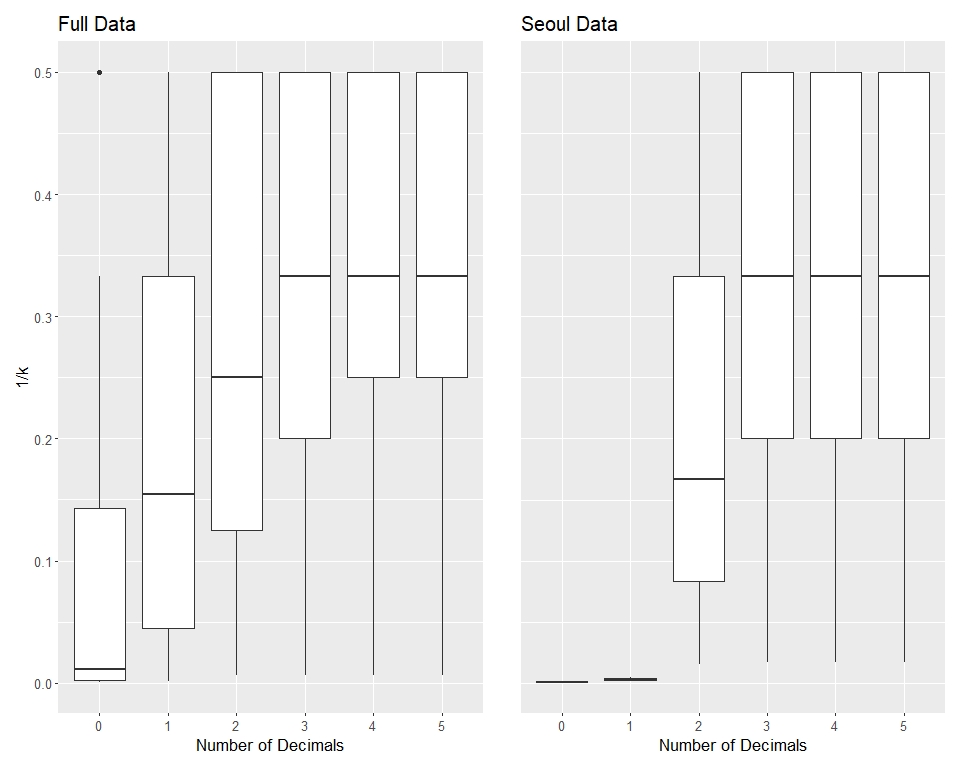 Full Data
Seoul Data
1/k
0.5
0.4
0.3
0.2
0.1
0.0
0 1 2 3 4 5
0 1 2 3 4 5
Number of Decimals
Number of Decimals